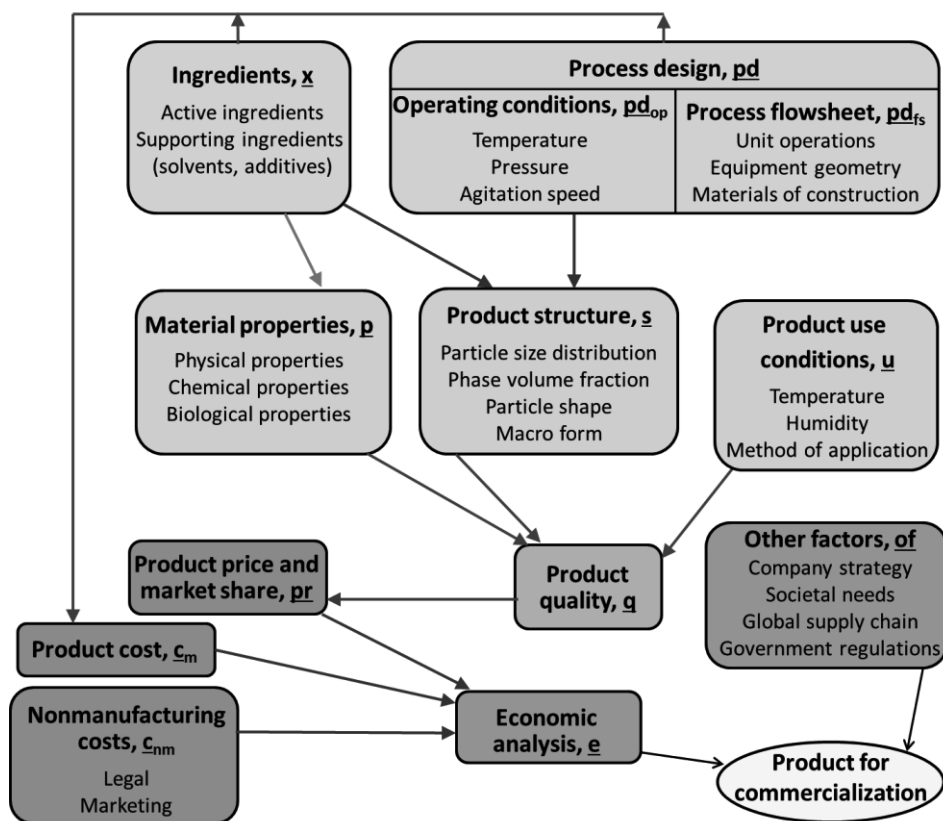 Ingredients, x
Active ingredients
Supporting ingredients
(solvents, additives)
Process design, pd
Operating conditions, pd_op
Temperature
Pressure
Agitation speed
Process flowsheet, pd_fs
Unit operations
Equipment geometry
Materials of construction
Material properties, p
Physical properties
Chemical properties
Biological properties
Product structure, s
Particle size distribution
Phase volume fraction
Particle shape
Macro form
Product use
conditions, u
Temperature
Humidity
Method of application
Product price and
market share, pr
Product
quality, q
Other factors, of
Company strategy
Societal needs
Global supply chain
Government regulations
Product cost, c_m
Nonmanufacturing
costs, c_nm
Legal
Marketing
Economic
analysis, e
Product for
commercialization